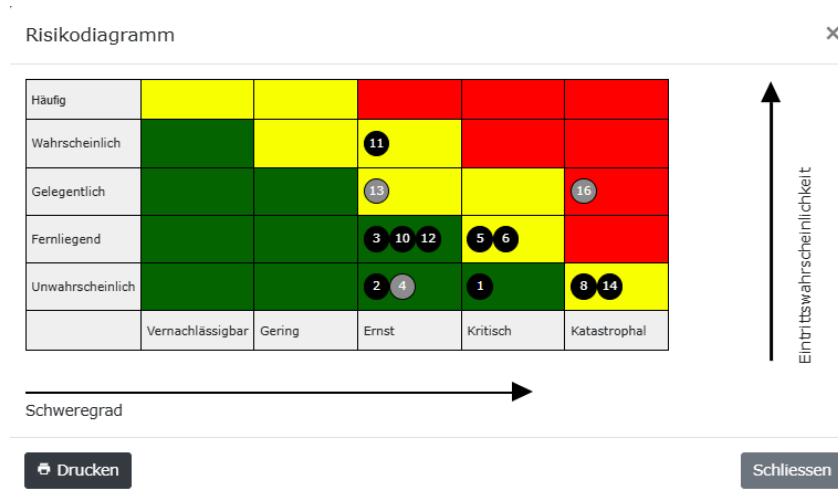 Risikodiagramm
×
Häufig
Wahrscheinlich
11
Gelegentlich
13
16
Fernliegend
3 10 12
5 6
Unwahrscheinlich
2 4
1
8 14
Vernachlässigbar
Gering
Ernst
Kritisch
Katastrophal
Eintrittswahrscheinlichkeit
Schweregrad
Drucken
Schliessen